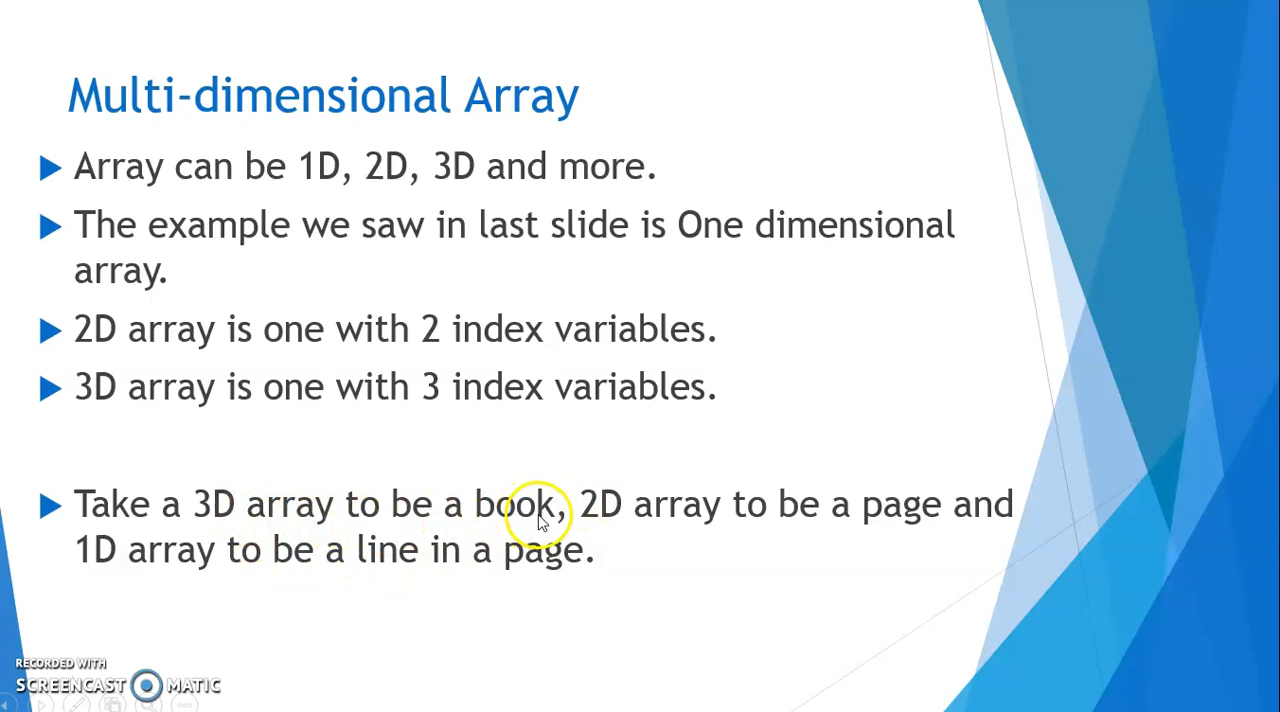 Multi-dimensional Array
Array can be 1D, 2D, 3D and more.
The example we saw in last slide is One dimensional
array.
2D array is one with 2 index variables.
3D array is one with 3 index variables.
Take a 3D array to be a book, 2D array to be a page and
1D array to be a line in a page.
RECORDED WITH
SCREENCAST MATIC